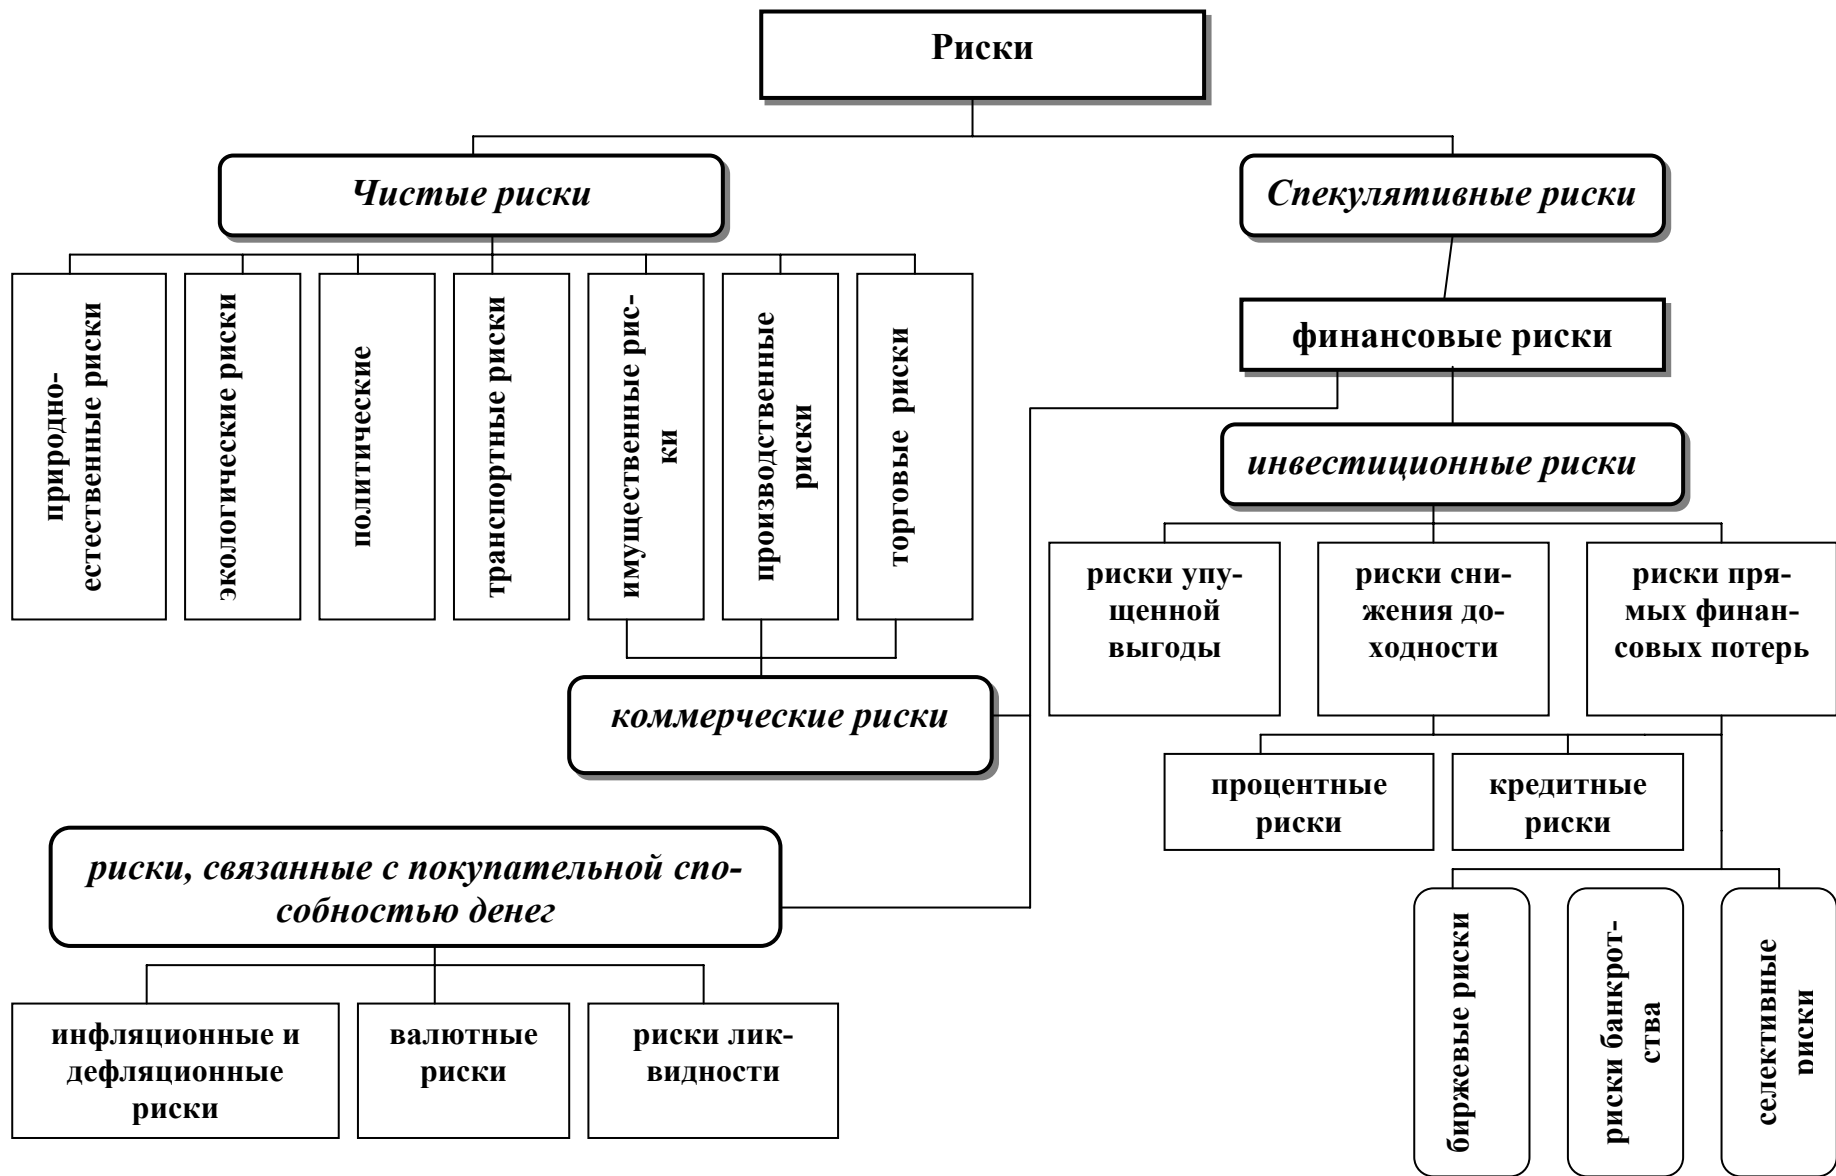 Риски
Чистые риски
Спекулятивные риски
природно-
естественные риски
экологические риски
политические
транспортные риски
имущественные рис-
ки
производственные
риски
торговые риски
финансовые риски
инвестиционные риски
риски упу-
щенной
выгоды
риски сни-
жения до-
ходности
риски пря-
мых финан-
совых потерь
коммерческие риски
процентные
риски
кредитные
риски
риски, связанные с покупательной спо-
собностью денег
инфляционные и
дефляционные
риски
валютные
риски
риски лик-
видности
биржевые риски
риски банкрот-
ства
селективные
риски